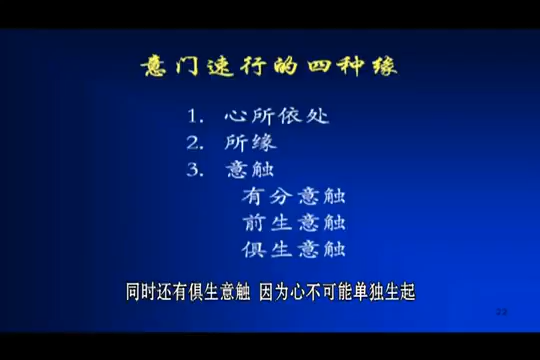 意门速行的四种缘
1. 心所依处
2. 所缘
3. 意触
有分意触
前生意触
俱生意触
同时还有俱生意触 因为心不可能单独生起
23